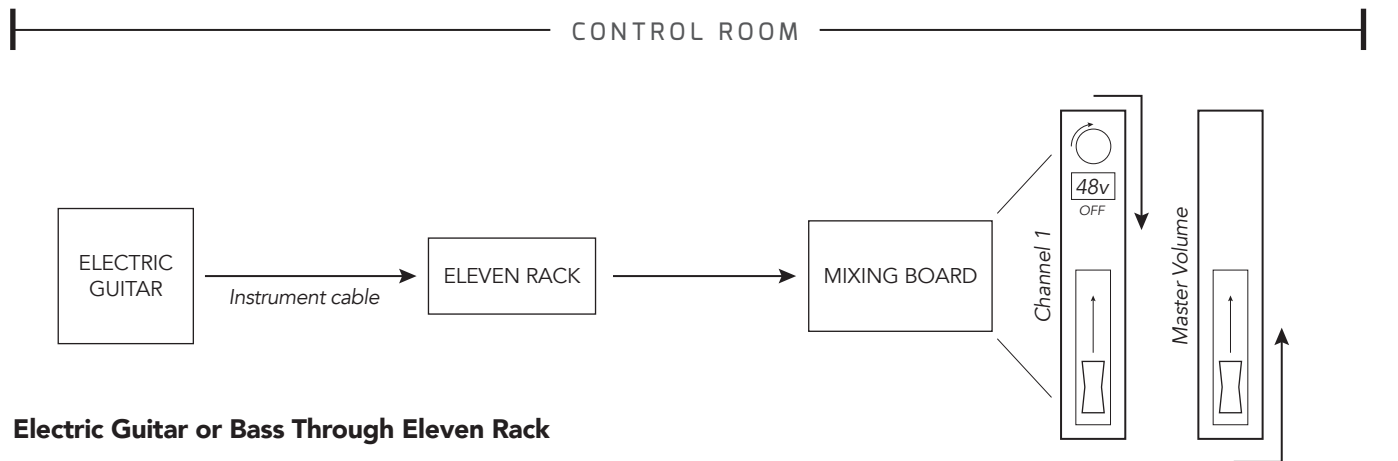 CONTROL ROOM
ELECTRIC
GUITAR
Instrument cable
ELEVEN RACK
MIXING BOARD
Channel 1
48v
OFF
Master Volume
Electric Guitar or Bass Through Eleven Rack